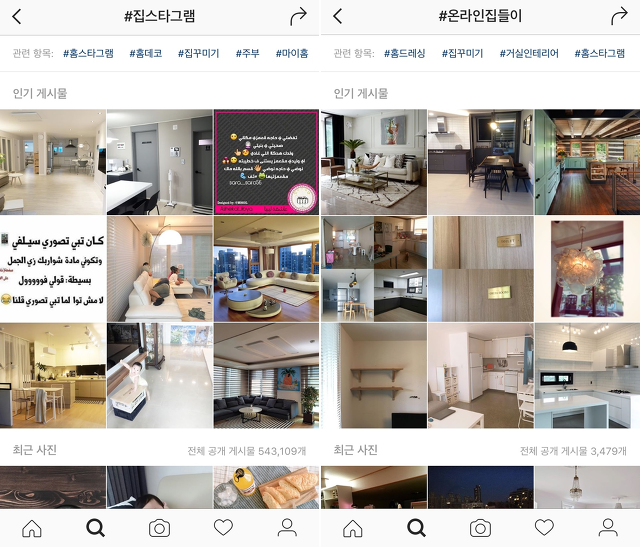 #집스타그램
관련 항목: #홈스타그램 #홈데코 #집꾸미기 #주부 #마이홈
인기 게시물
كان تبي تصوري سيلفي
وتكوني مادة شواربك زي الجمل
بسيطة: قولي فووووول
لا مش توا لما تبي تصوري قلنا
최근 사진
전체 공개 게시물 543,109개
#온라인집들이
관련 항목: #홈드레싱 #집꾸미기 #거실인테리어 #홈스타그램
인기 게시물
최근 사진
전체 공개 게시물 3,479개